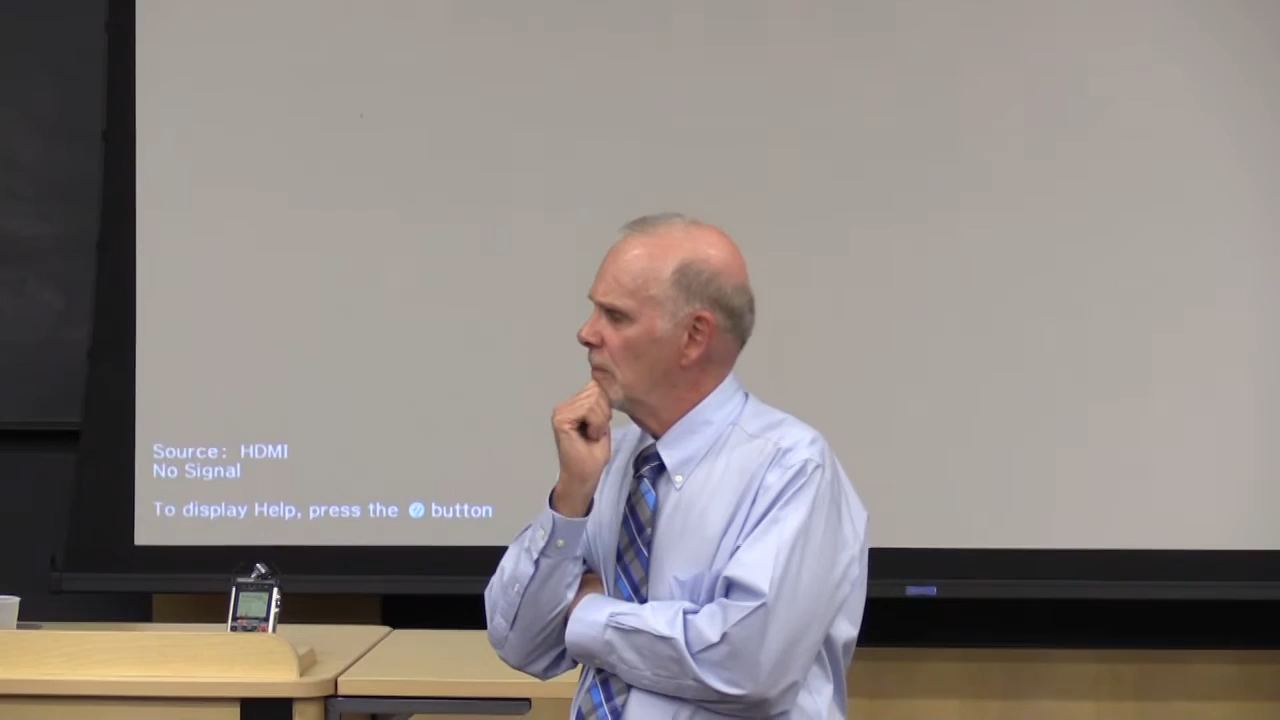 Source: HDMI
No Signal
To display Help, press the button